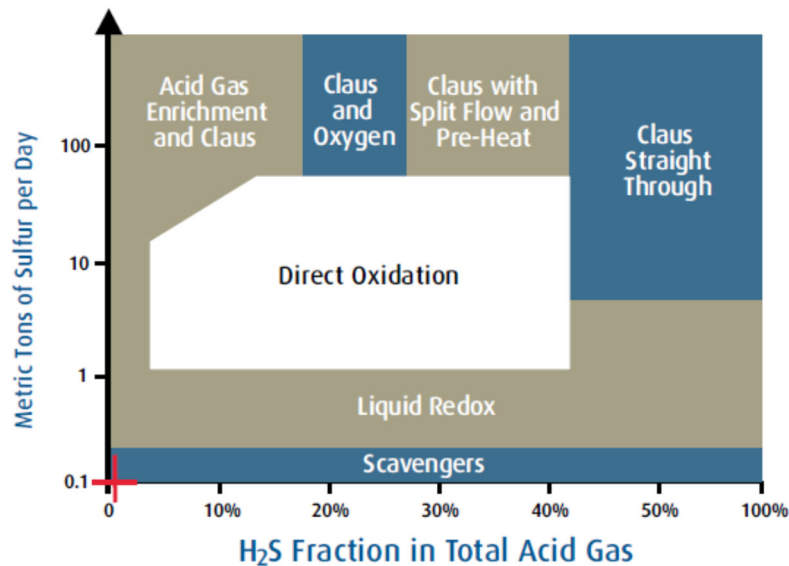 Metric Tons of Sulfur per Day
100
10
1
0.1
Acid Gas
Enrichment
and Claus
Claus
and
Oxygen
Claus with
Split Flow and
Pre-Heat
Claus
Straight
Through
Direct Oxidation
Liquid Redox
Scavengers
0 10% 20% 30% 40% 50% 100%
H₂S Fraction in Total Acid Gas